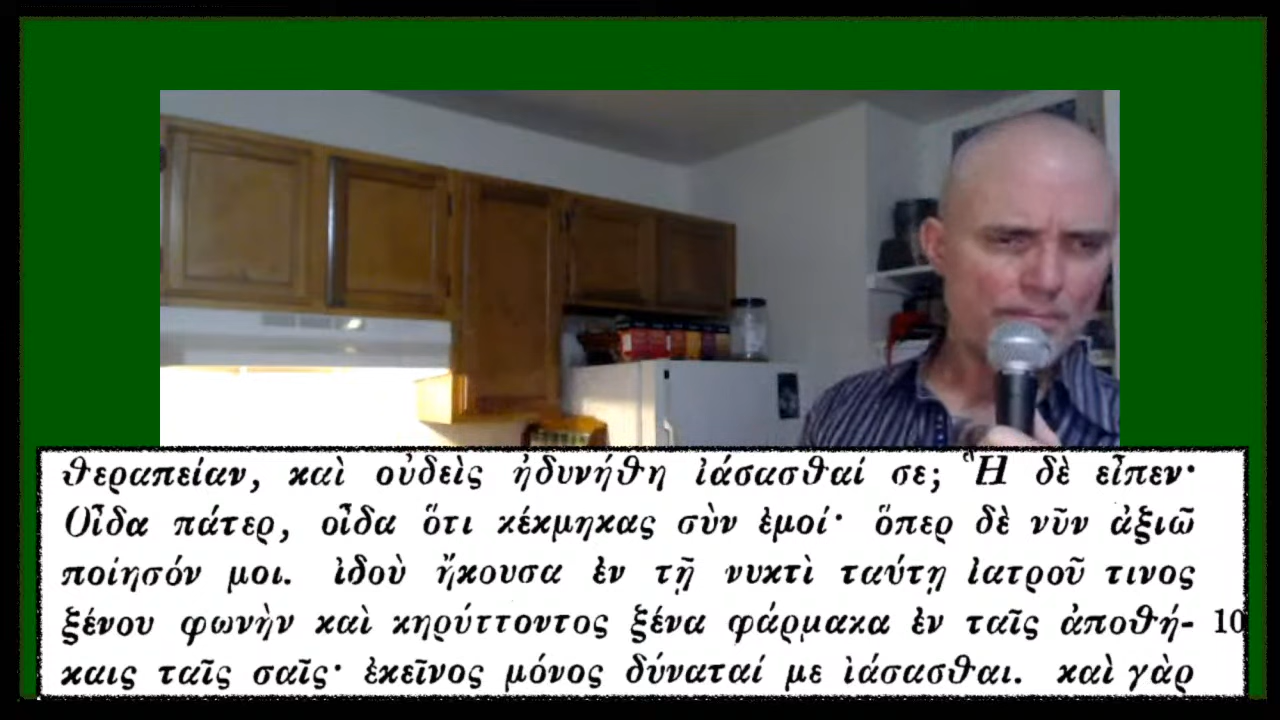 θεραπείαν, καὶ οὐδεὶς ἠδυνήθη ἰάσασθαί σε; Ἡ δὲ εἶπεν·
Οἶδα πάτερ, οἶδα ὅτι κέκμηκας σὺν ἐμοί· ὅπερ δὲ νῦν ἀξιῶ
ποίησόν μοι. ἰδοὺ ἤκουσα ἐν τῇ νυκτὶ ταύτῃ ἰατροῦ τινος
ξένου φωνὴν καὶ κηρύττοντος ξένα φάρμακα ἐν ταῖς ἀποθή- 10
καις ταῖς σαῖς· ἐκεῖνος μόνος δύναταί με ἰάσασθαι. καὶ γὰρ